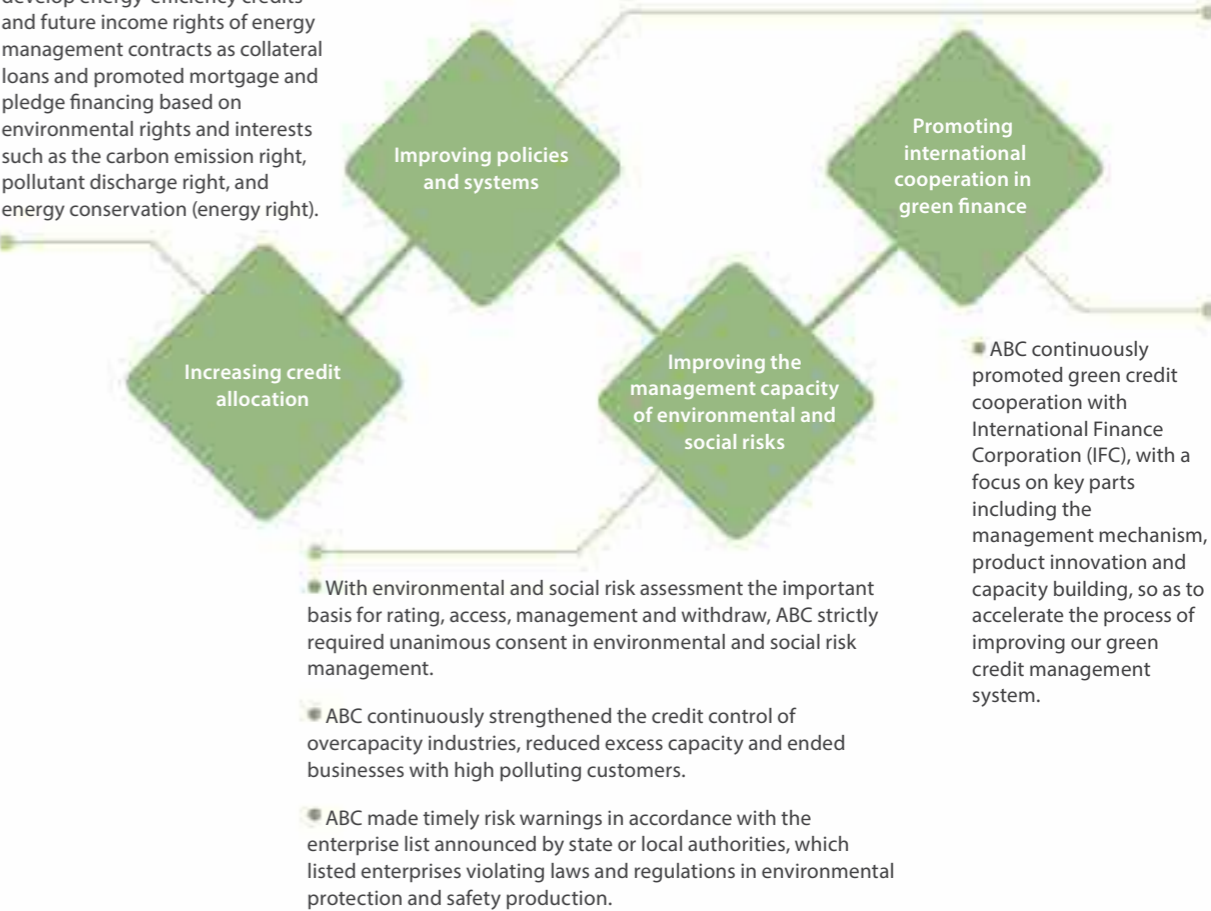 develop energy-efficiency credits
and future income rights of energy
management contracts as collateral
loans and promoted mortgage and
pledge financing based on
environmental rights and interests
such as the carbon emission right,
pollutant discharge right, and
energy conservation (energy right).
Increasing credit
allocation
Improving policies
and systems
Improving the
management capacity
of environmental and
social risks
Promoting
international
cooperation in
green finance
With environmental and social risk assessment the important
basis for rating, access, management and withdraw, ABC strictly
required unanimous consent in environmental and social risk
management.
ABC continuously strengthened the credit control of
overcapacity industries, reduced excess capacity and ended
businesses with high polluting customers.
ABC made timely risk warnings in accordance with the
enterprise list announced by state or local authorities, which
listed enterprises violating laws and regulations in environmental
protection and safety production.
ABC continuously
promoted green credit
cooperation with
International Finance
Corporation (IFC), with a
focus on key parts
including the
management mechanism,
product innovation and
capacity building, so as to
accelerate the process of
improving our green
credit management
system.